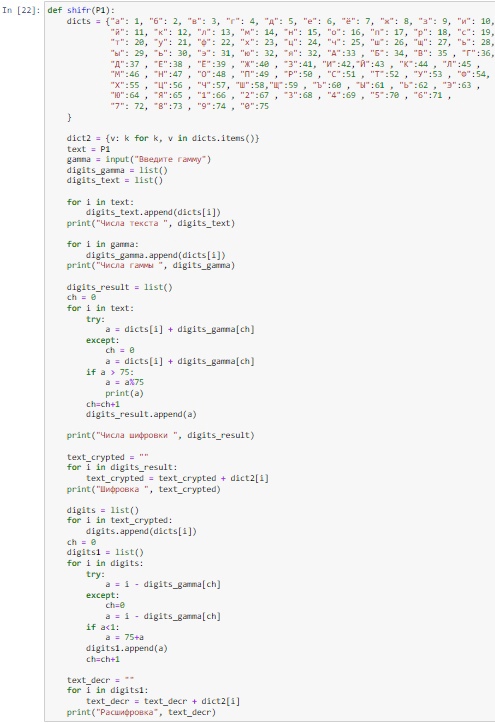 In [22]: def shifr(P1):
dicts = {"а": 1, "б": 2, "в": 3, "г": 4, "д": 5, "е": 6, "ё": 7, "ж": 8, "з": 9, "и": 10,
"й": 11, "к": 12, "л": 13, "м": 14, "н": 15, "о": 16, "п": 17, "р": 18, "с": 19,
"т": 20, "у": 21, "ф": 22, "х": 23, "ц": 24, "ч": 25, "ш": 26, "щ": 27, "ъ": 28,
"ы": 29, "ь": 30, "э": 31, "ю": 32, "я": 32, "А":33 , "Б": 34, "В": 35 , "Г":36,
"Д":37 , "Е":38 , "Ё":39 , "Ж":40 , "З":41, "И":42,"Й":43 , "К":44 , "Л":45 ,
"М":46 , "Н":47 , "О":48 , "П":49 , "Р":50 , "С":51 , "Т":52 , "У":53 , "Ф":54,
"Х":55 , "Ц":56 , "Ч":57, "Ш":58,"Щ":59 , "Ъ":60 , "Ы":61 , "Ь":62 , "Э":63 ,
"Ю":64 , "Я":65 , "1":66 , "2":67 , "3":68 , "4":69 , "5":70 , "6":71 ,
"7": 72, "8":73 , "9":74 , "0":75
}
dict2 = {v: k for k, v in dicts.items()}
text = P1
gamma = input("Введите гамму")
digits_gamma = list()
digits_text = list()
for i in text:
digits_text.append(dicts[i])
print("Числа текста ", digits_text)
for i in gamma:
digits_gamma.append(dicts[i])
print("Числа гаммы ", digits_gamma)
digits_result = list()
ch = 0
for i in text:
try:
a = dicts[i] + digits_gamma[ch]
except:
ch = 0
a = dicts[i] + digits_gamma[ch]
if a > 75:
a = a%75
print(a)
ch=ch+1
digits_result.append(a)
print("Числа шифровки ", digits_result)
text_crypted = ""
for i in digits_result:
text_crypted = text_crypted + dict2[i]
print("Шифровка ", text_crypted)
digits = list()
for i in text_crypted:
digits.append(dicts[i])
ch = 0
digits1 = list()
for i in digits:
try:
a = i - digits_gamma[ch]
except:
ch=0
a = i - digits_gamma[ch]
if a<1:
a = 75+a
digits1.append(a)
ch=ch+1
text_decr = ""
for i in digits1:
text_decr = text_decr + dict2[i]
print("Расшифровка", text_decr)